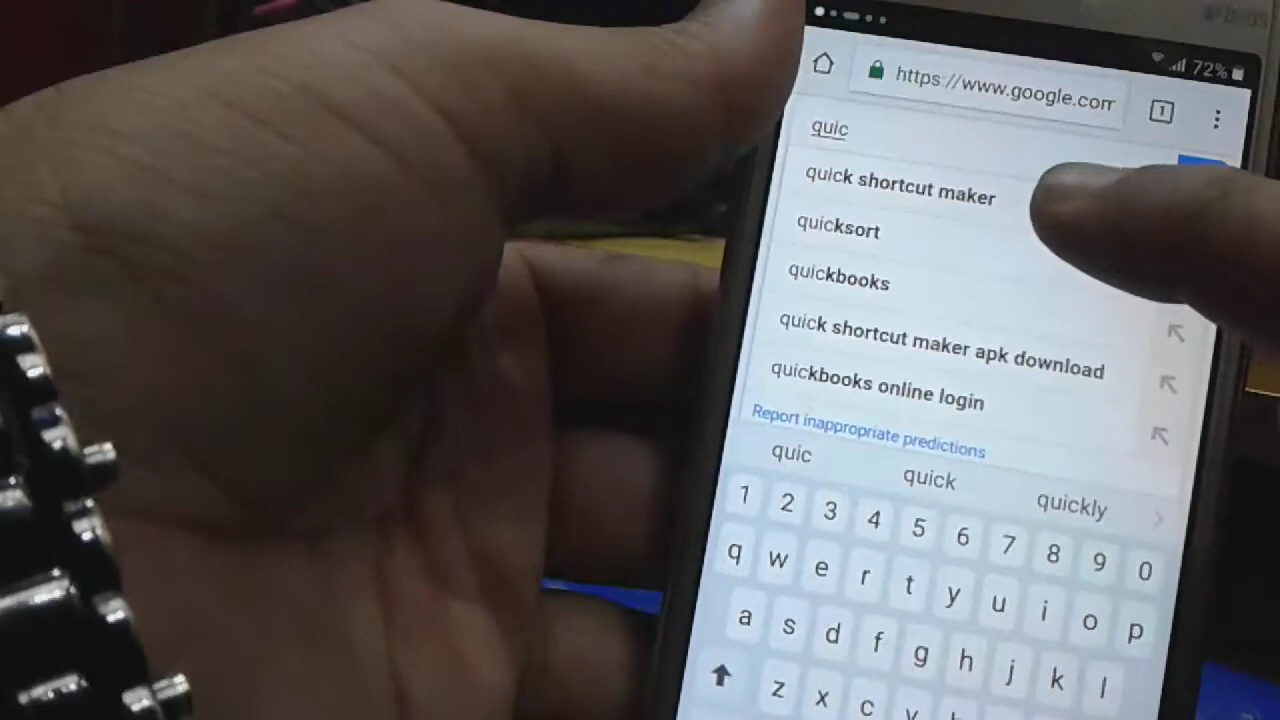 72%
https://www.google.com
1
quic
quick shortcut maker
quicksort
quickbooks
quick shortcut maker apk download
quickbooks online login
Report inappropriate predictions
quic quick quickly
1 2 3 4 5 6 7 8 9 0
q w e r t y u i o p
a s d f g h j k l
z x c v